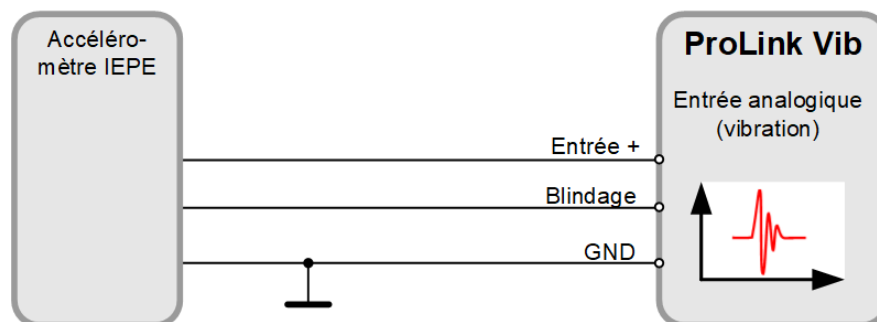 Accéléro-
mètre IEPE
ProLink Vib
Entrée analogique
(vibration)
Entrée +
Blindage
GND